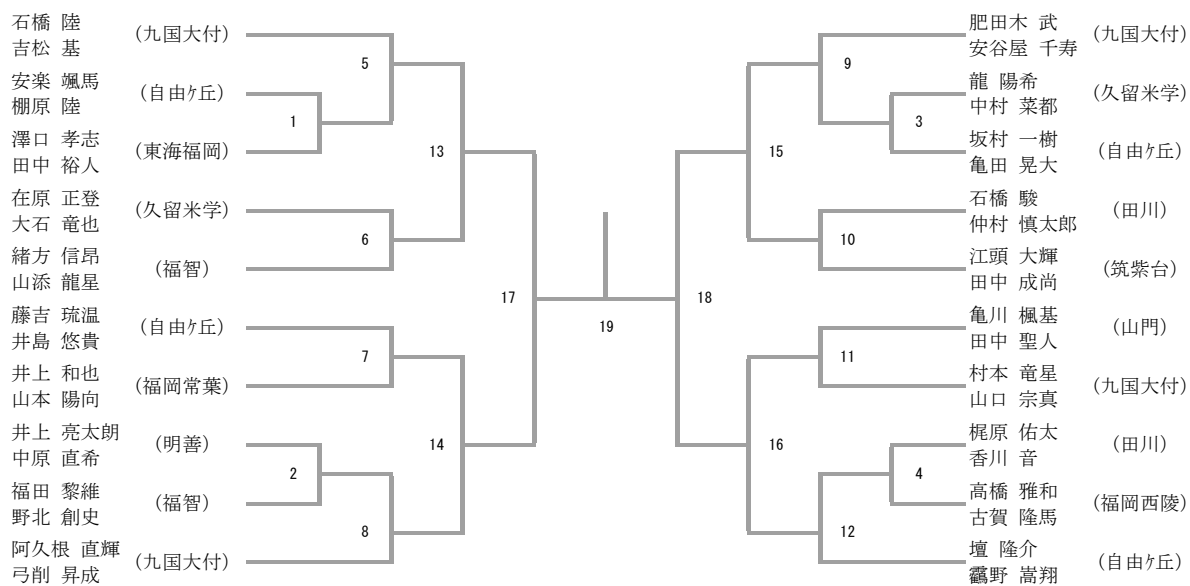 石橋 陸
吉松 基
(九国大付)
安楽 颯馬
棚原 陸
(自由ケ丘)
澤口 孝志
田中 裕人
(東海福岡)
在原 正登
大石 竜也
(久留米学)
緒方 信昂
山添 龍星
(福智)
藤吉 琉温
井島 悠貴
(自由ケ丘)
井上 和也
山本 陽向
(福岡常葉)
井上 亮太朗
中原 直希
(明善)
福田 黎維
野北 創史
(福智)
阿久根 直輝
弓削 昇成
(九国大付)
5
1
13
6
17
7
14
2
8
19
9
3
15
10
18
11
16
4
12
肥田木 武
安谷屋 千寿
(九国大付)
龍 陽希
中村 菜都
(久留米学)
坂村 一樹
亀田 晃大
(自由ケ丘)
石橋 駿
仲村 慎太郎
(田川)
江頭 大輝
田中 成尚
(筑紫台)
亀川 楓基
田中 聖人
(山門)
村本 竜星
山口 宗真
(九国大付)
梶原 佑太
香川 音
(田川)
高橋 雅和
古賀 隆馬
(福岡西陵)
壇 隆介
靏野 嵩翔
(自由ケ丘)